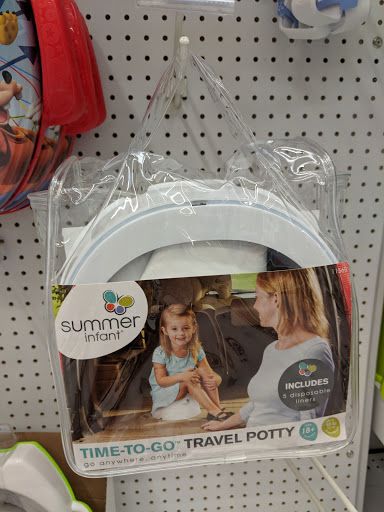 summer
infant
INCLUDES
5 disposable
liners
TIME-TO-GO™ TRAVEL POTTY
go anywhere, anytime
18+